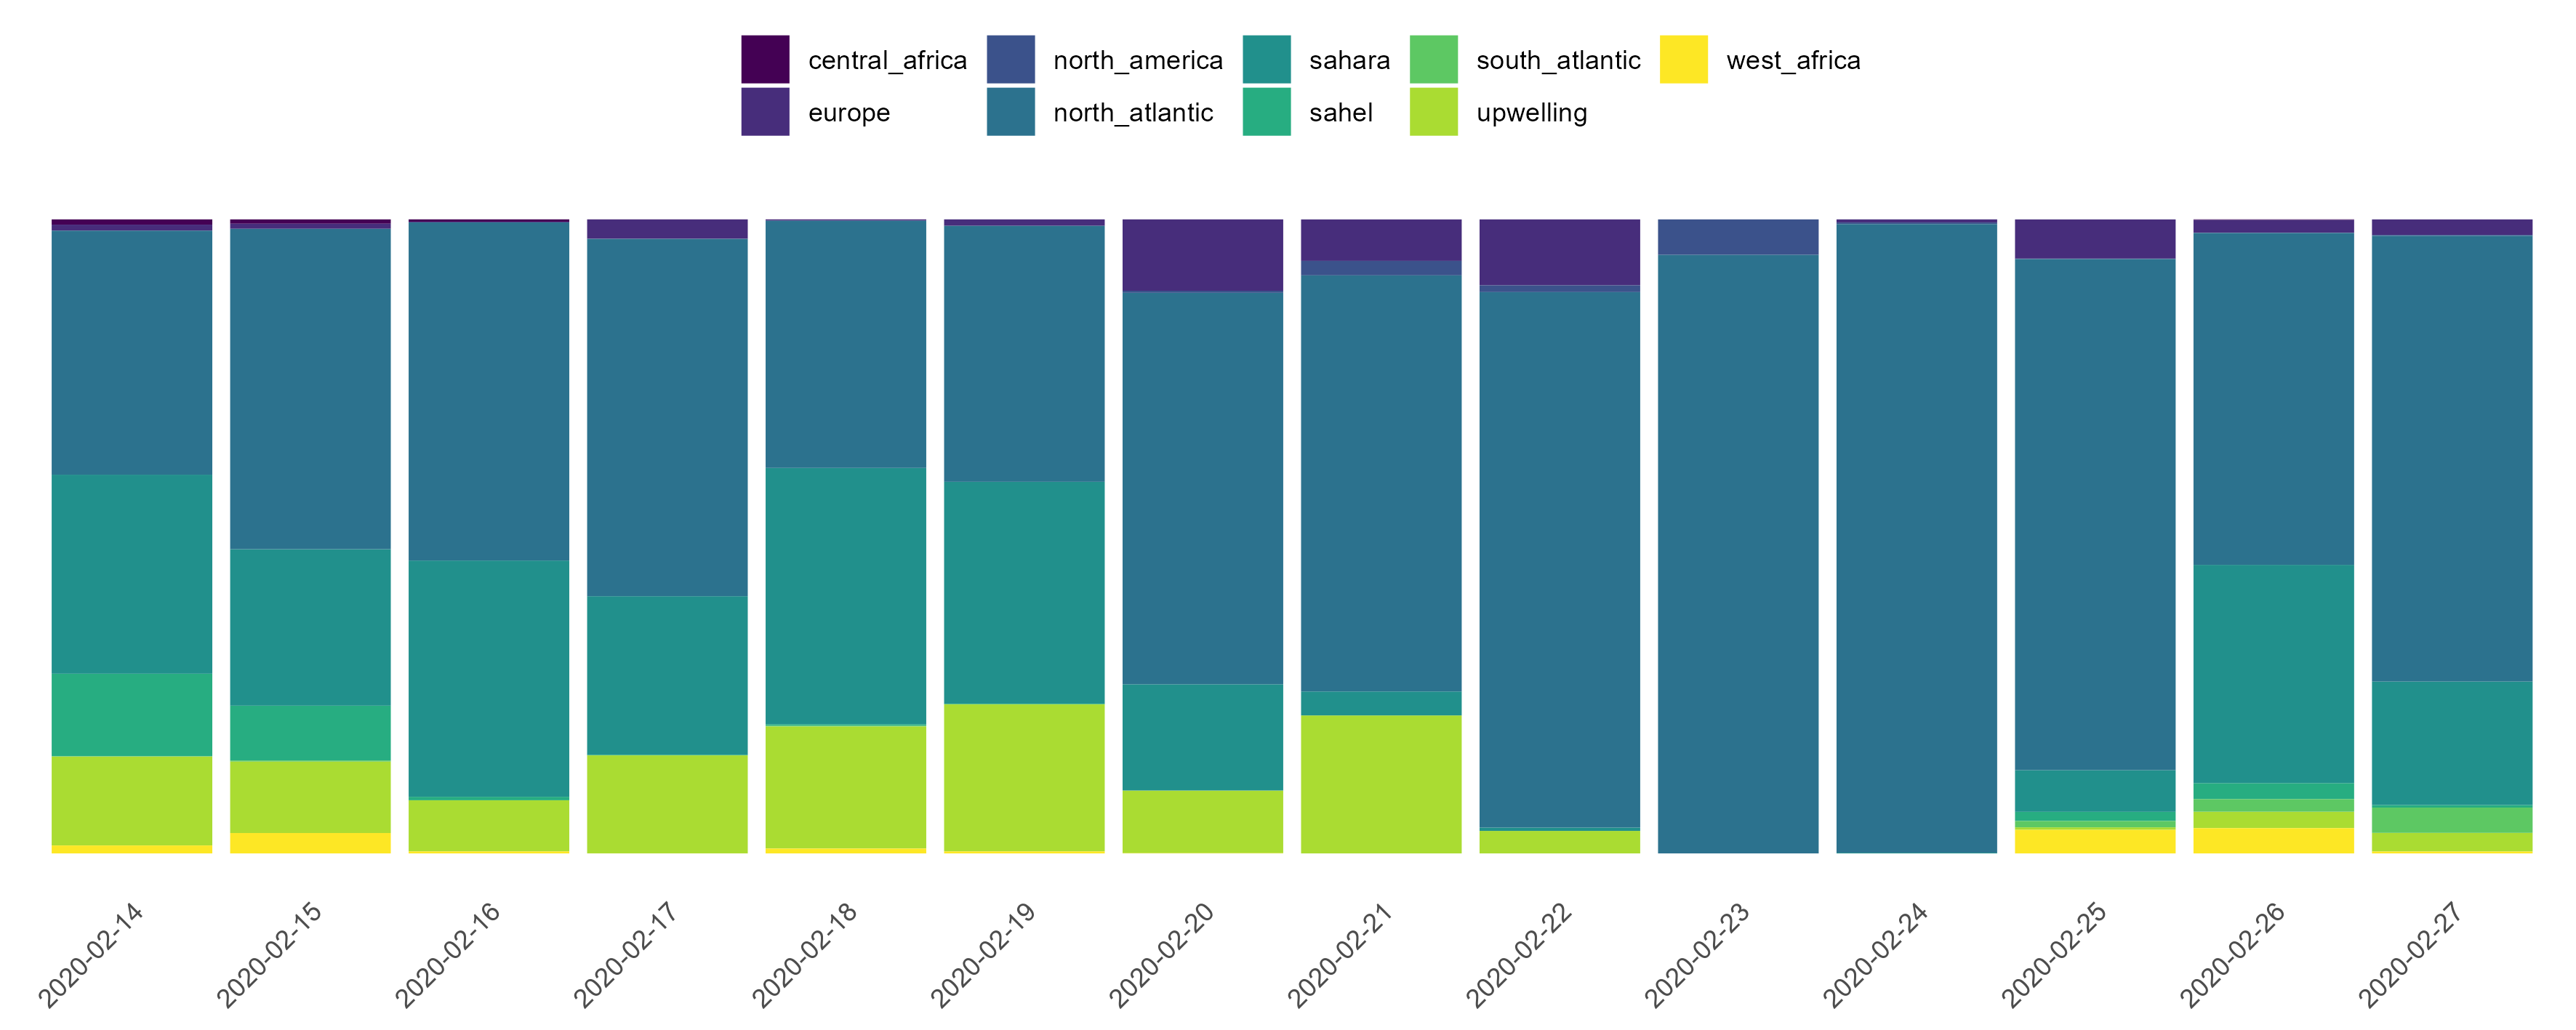 central_africa north_america sahara south_atlantic west_africa
europe north_atlantic sahel upwelling
2020-02-14 2020-02-15 2020-02-16 2020-02-17 2020-02-18 2020-02-19 2020-02-20 2020-02-21 2020-02-22 2020-02-23 2020-02-24 2020-02-25 2020-02-26 2020-02-27